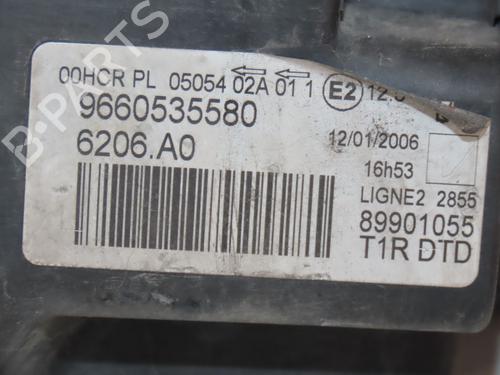 00HCR PL 05054 02A 01 1 E2
9660535580
6206.A0
12/01/2006
16h53
LIGNE2 2855
89901055
T1R DTD
B-PARTS